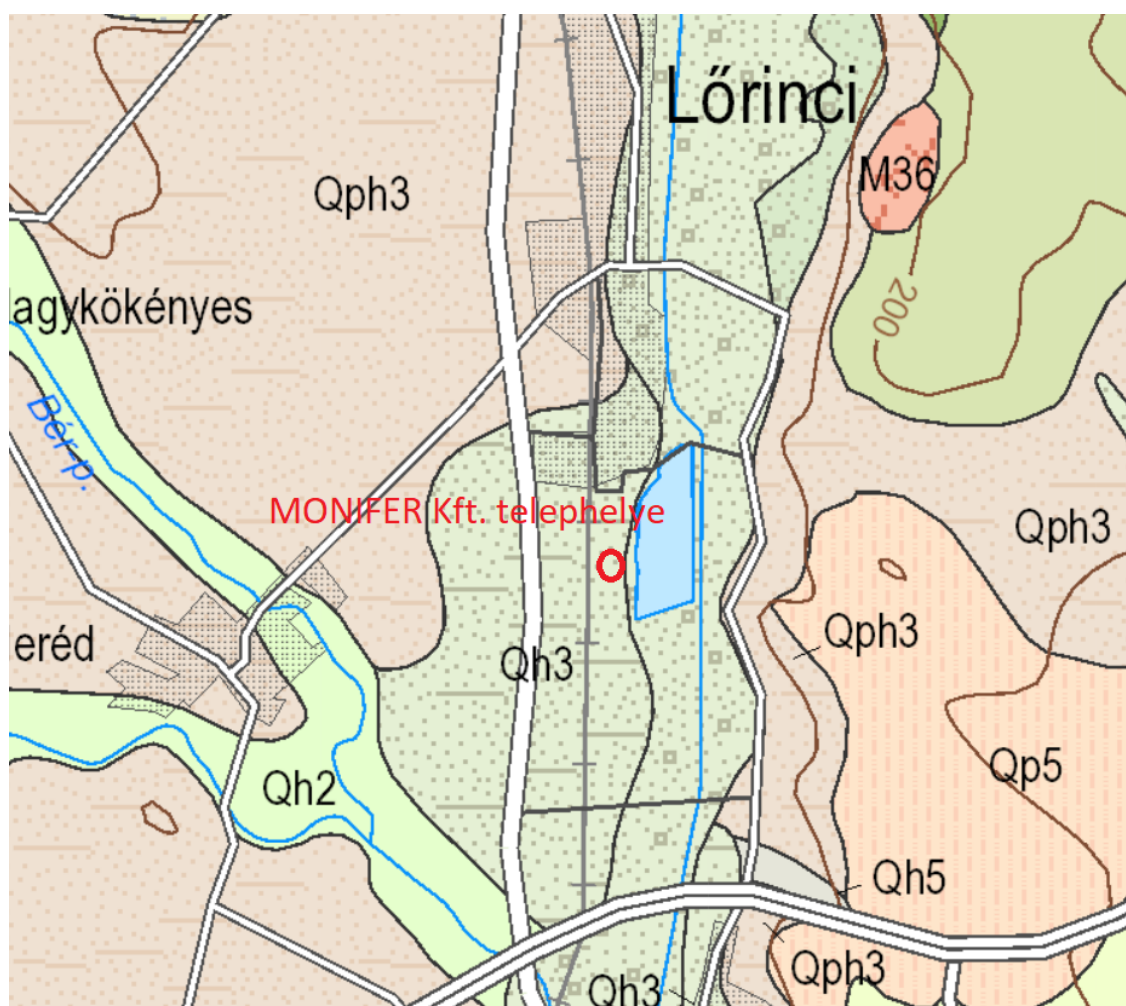 Lőrinci
M36
Qph3
200
agykökényes
Bér-p.
MONIFER Kft. telephelye
Qph3
Qph3
eréd
Qh3
Qp5
Qh2
Qh5
Qph3
Qh3